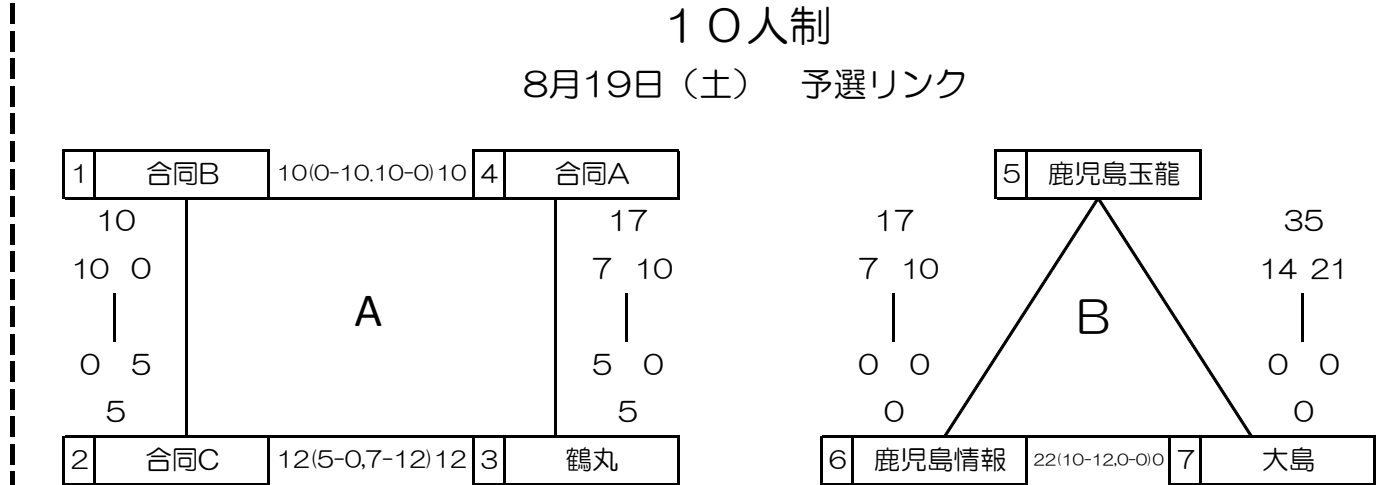 １０人制
8月19日（土）　予選リンク
1 合同B 10(0-10.10-0)10 4 合同A
10 17
10 0 7 10
A
0 5 5 0
5 5
2 合同C 12(5-0,7-12)12 3 鶴丸
5 鹿児島玉龍
17 35
7 10 14 21
B
0 0 0 0
0 0
6 鹿児島情報 22(10-12,0-0)0 7 大島